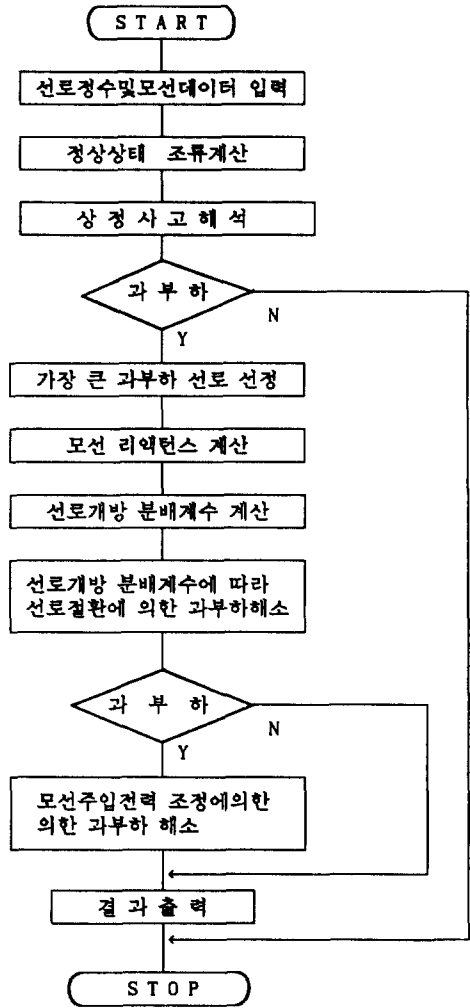 START
선로정수및모선데이터 입력
정상상태 조류계산
상정사고해석
과부하
N
Y
가장 큰 과부하 선로 선정
모선 리액턴스 계산
선로개방 분배계수 계산
선로개방 분배계수에 따라
선로절환에 의한 과부하해소
과부하
N
Y
모선주입전력 조정에의한
의한 과부하 해소
결과출력
STOP